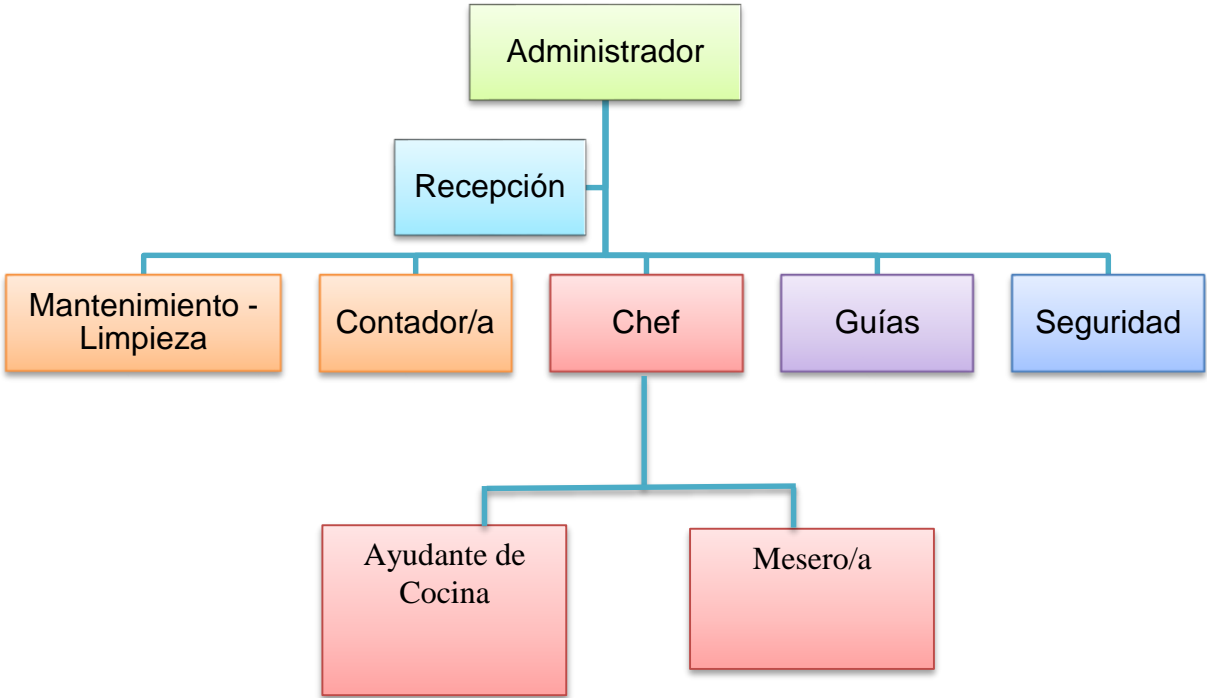 Administrador
Recepción
Mantenimiento -
Limpieza
Contador/a
Chef
Guías
Seguridad
Ayudante de
Cocina
Mesero/a